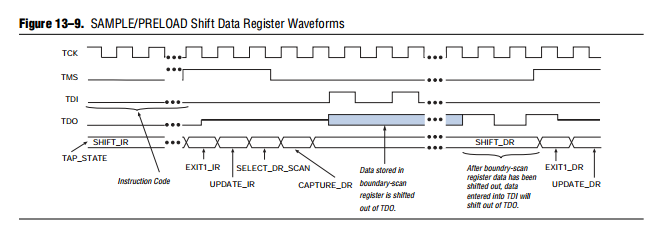 Figure 13–9. SAMPLE/PRELOAD Shift Data Register Waveforms
TCK
TMS
TDI
TDO
SHIFT_IR
SHIFT_DR
TAP_STATE
Instruction Code
EXIT1_IR
UPDATE_IR
SELECT_DR_SCAN
CAPTURE_DR
Data stored in
boundary-scan
register is shifted
out of TDO.
After boundry-scan
register data has been
shifted out, data
entered into TDI will
shift out of TDO.
EXIT1_DR
UPDATE_DR